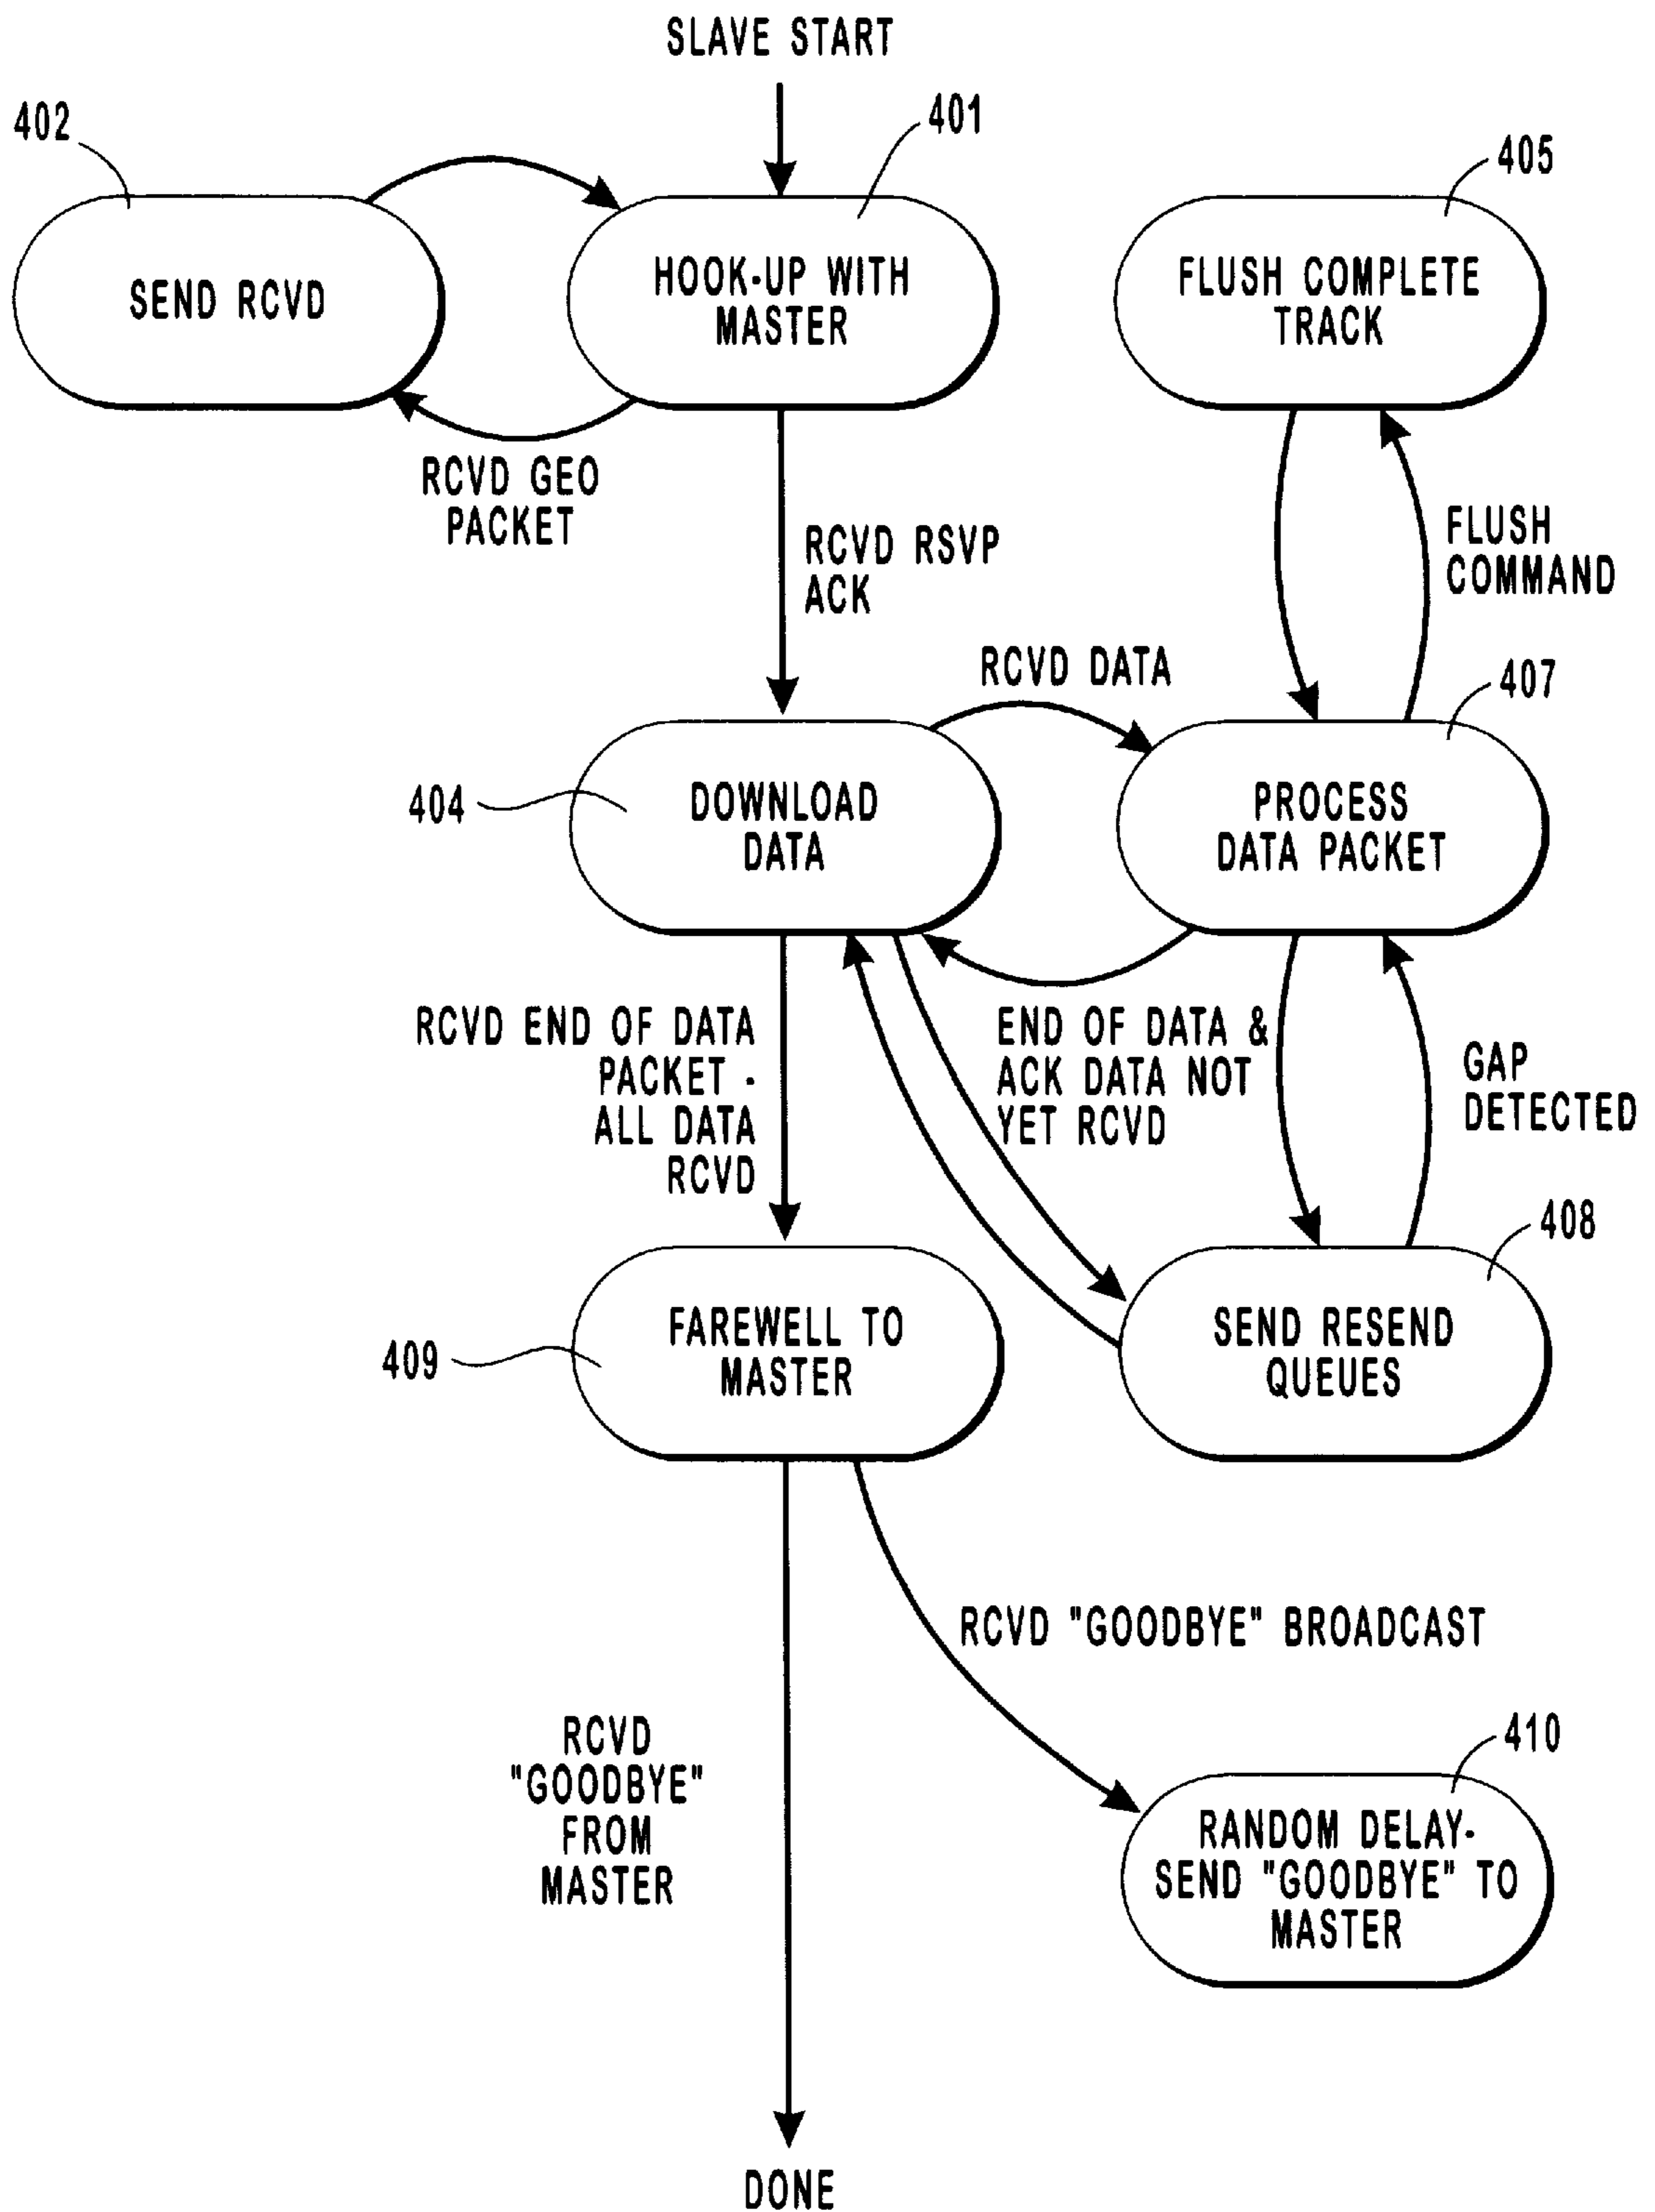 SLAVE START
402
401
405
SEND RCVD
HOOK-UP WITH
MASTER
FLUSH COMPLETE
TRACK
RCVD GEO
PACKET
RCVD RSVP
ACK
FLUSH
COMMAND
RCVD DATA
407
404
DOWNLOAD
DATA
PROCESS
DATA PACKET
RCVD END OF DATA
PACKET -
ALL DATA
RCVD
END OF DATA &
ACK DATA NOT
YET RCVD
GAP
DETECTED
408
409
FAREWELL TO
MASTER
SEND RESEND
QUEUES
RCVD "GOODBYE" BROADCAST
RCVD
"GOODBYE"
FROM
MASTER
410
RANDOM DELAY-
SEND "GOODBYE" TO
MASTER
DONE